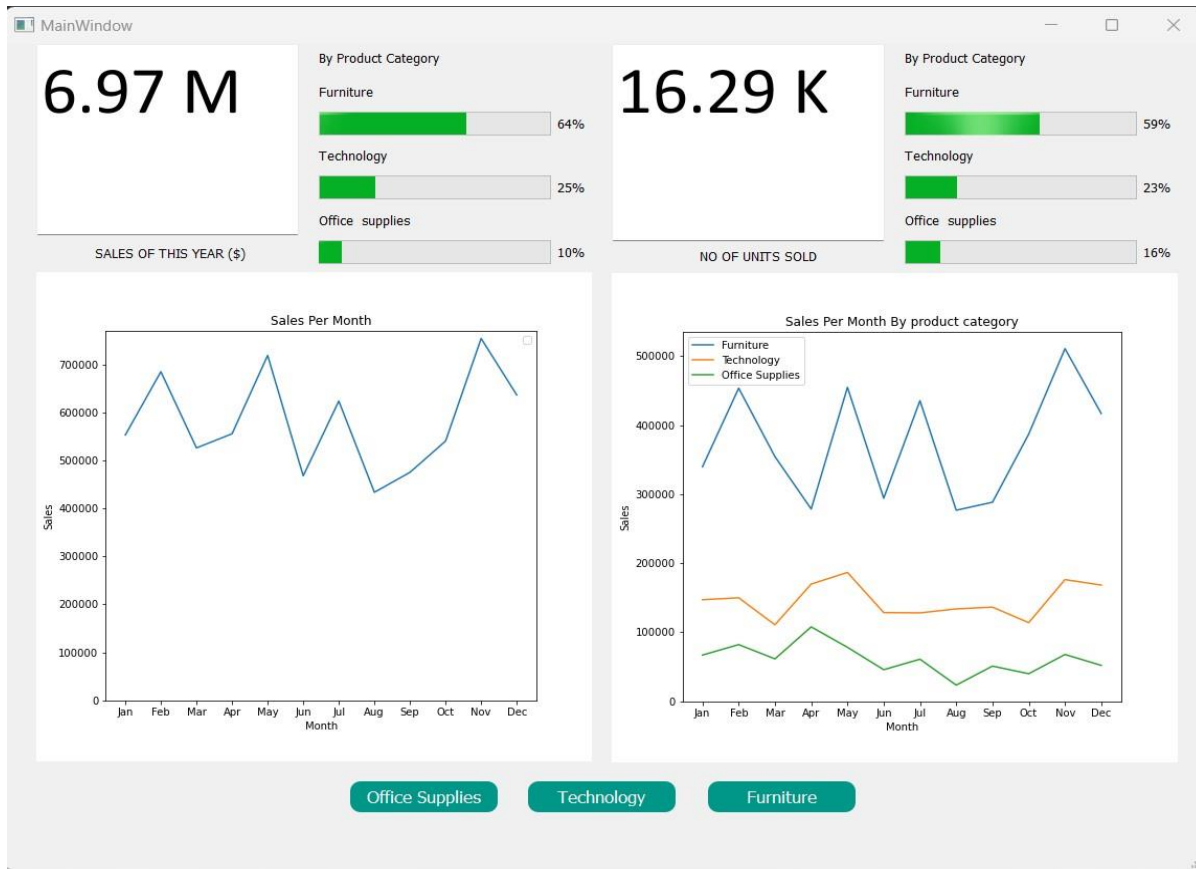 MainWindow
6.97 M
SALES OF THIS YEAR ($)
By Product Category
Furniture
64%
Technology
25%
Office supplies
10%
16.29 K
NO OF UNITS SOLD
By Product Category
Furniture
59%
Technology
23%
Office supplies
16%
Sales Per Month
700000
600000
500000
400000
300000
200000
100000
0
Sales
Jan Feb Mar Apr May Jun Jul Aug Sep Oct Nov Dec
Month
Sales Per Month By product category
Furniture
Technology
Office Supplies
500000
400000
300000
200000
100000
0
Sales
Jan Feb Mar Apr May Jun Jul Aug Sep Oct Nov Dec
Month
Office Supplies
Technology
Furniture